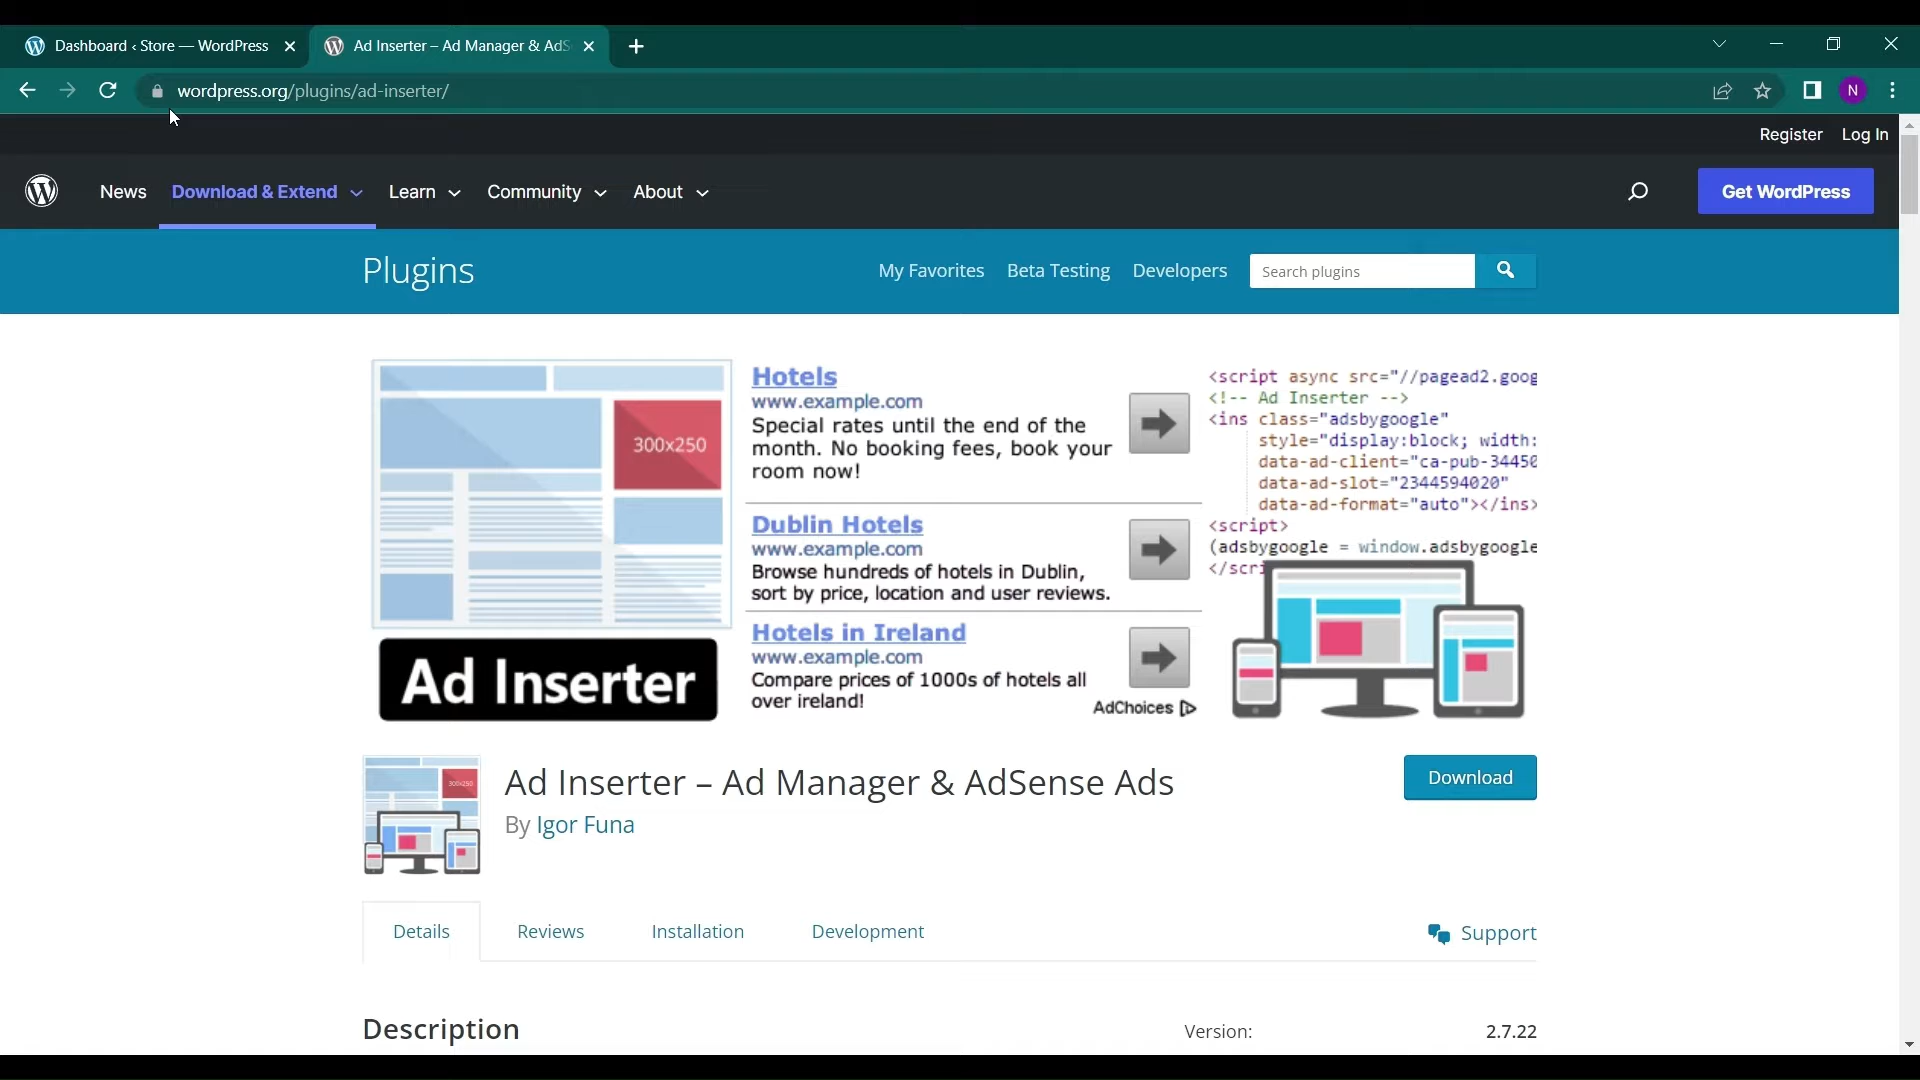 Dashboard ‹ Store — WordPress
Ad Inserter – Ad Manager & AdS
wordpress.org/plugins/ad-inserter/
N
Register Log In
News Download & Extend Learn Community About Get WordPress
Plugins My Favorites Beta Testing Developers Search plugins
300x250
Ad Inserter
Hotels
www.example.com
Special rates until the end of the
month. No booking fees, book your
room now!
Dublin Hotels
www.example.com
Browse hundreds of hotels in Dublin,
sort by price, location and user reviews.
Hotels in Ireland
www.example.com
Compare prices of 1000s of hotels all
over ireland!
AdChoices
<script async src="//pagead2.goog
<!-- Ad Inserter -->
<ins class="adsbygoogle"
style="display:block; width:
data-ad-client="ca-pub-34450
data-ad-slot="2344594020"
data-ad-format="auto"></ins>
<script>
(adsbygoogle = window.adsbygoogle
</scri
300x250
Ad Inserter – Ad Manager & AdSense Ads
Download
By Igor Funa
Details Reviews Installation Development Support
Description
Version: 2.7.22